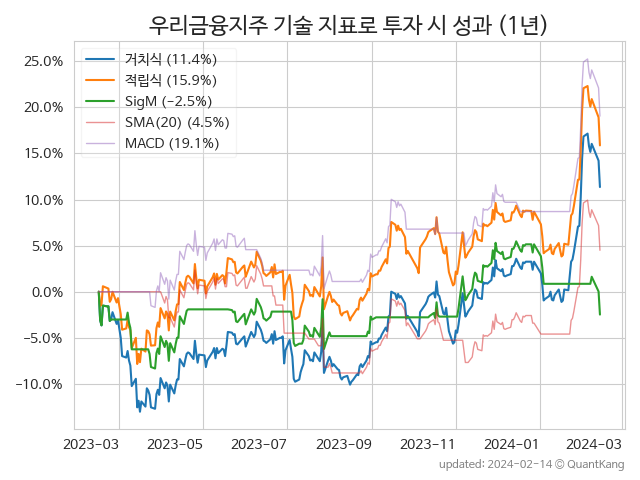 우리금융지주 기술 지표로 투자 시 성과 (1년)
거치식 (11.4%)
적립식 (15.9%)
SigM (−2.5%)
SMA(20) (4.5%)
MACD (19.1%)
25.0%
20.0%
15.0%
10.0%
5.0%
0.0%
−5.0%
−10.0%
2023-03 2023-05 2023-07 2023-09 2023-11 2024-01 2024-03
updated: 2024-02-14 © QuantKang